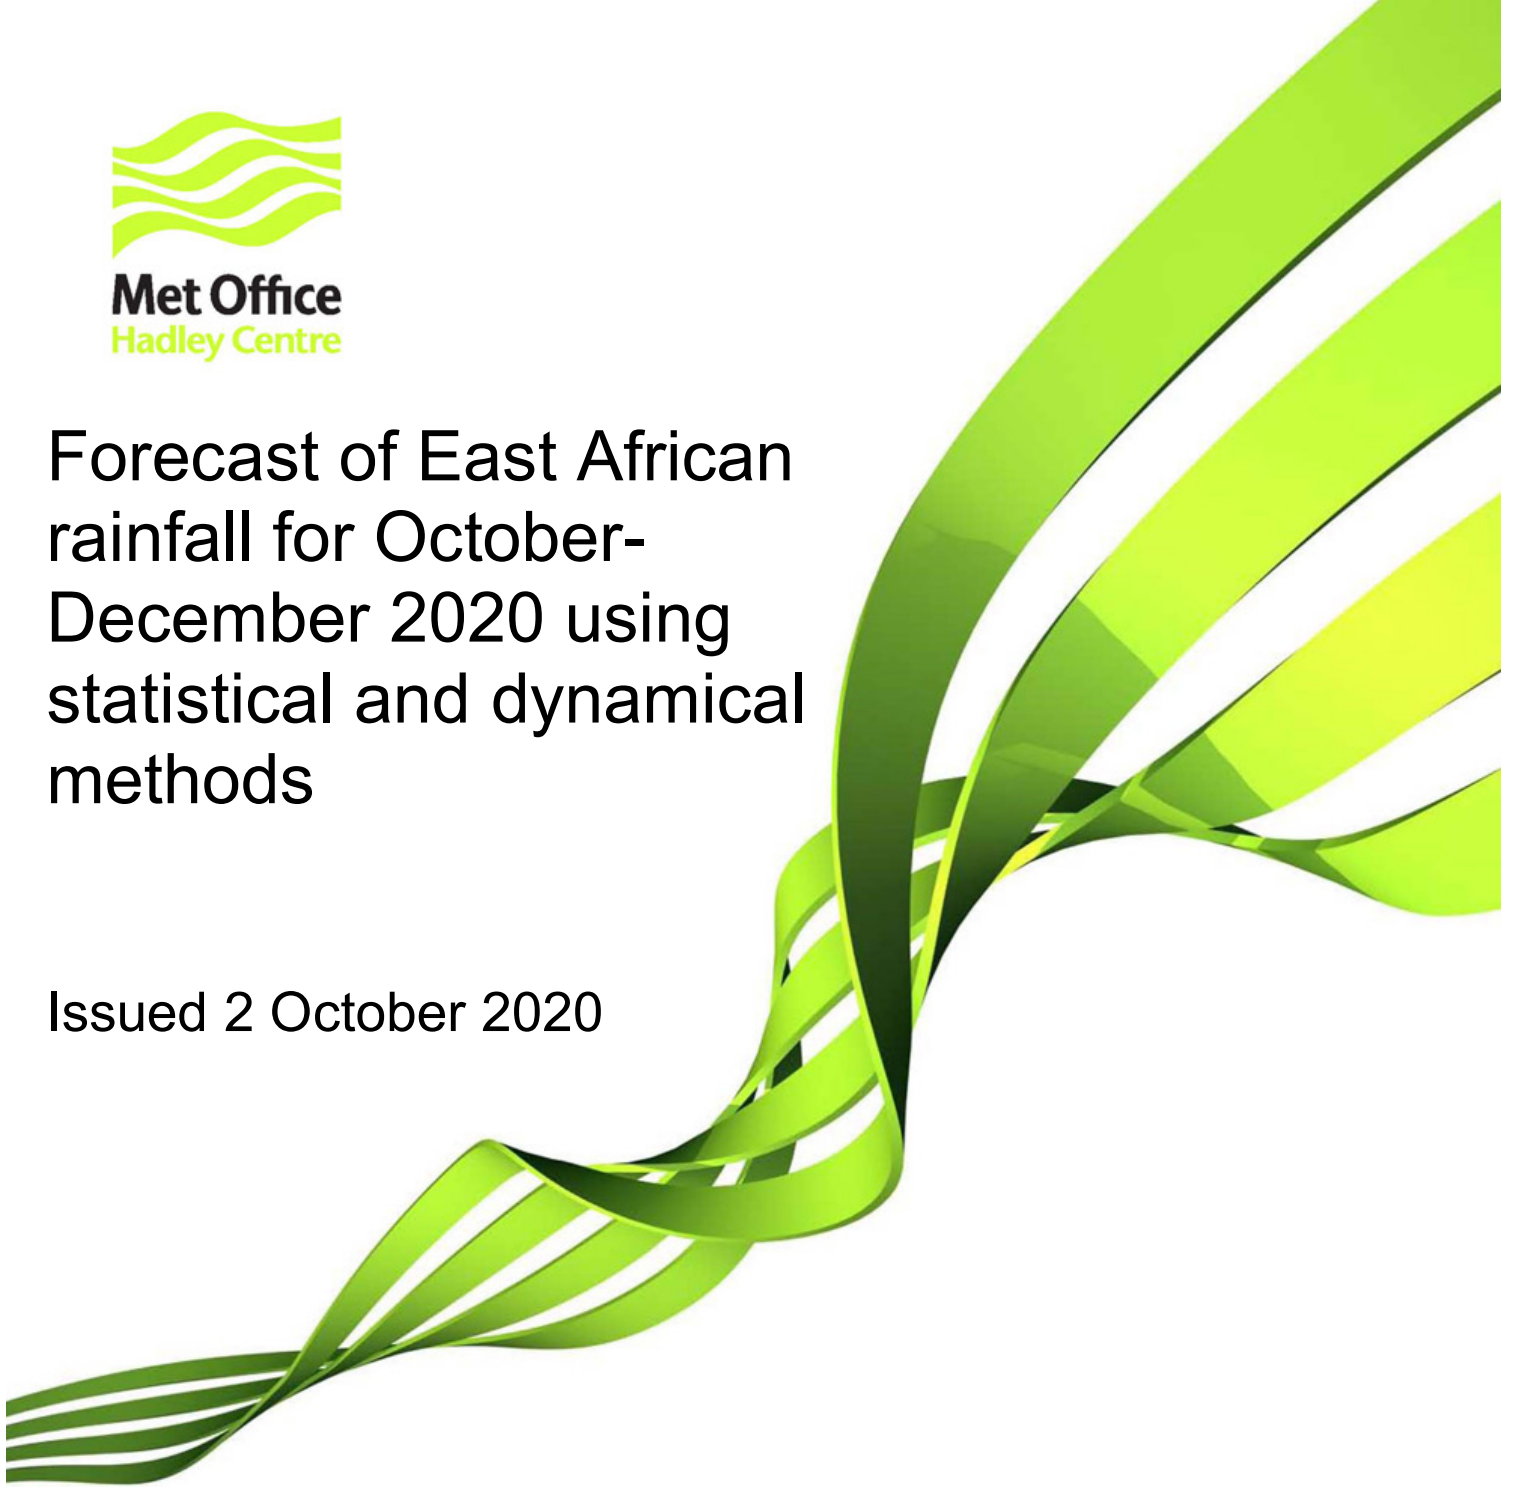 Met Office
Hadley Centre
Forecast of East African
rainfall for October-
December 2020 using
statistical and dynamical
methods
Issued 2 October 2020